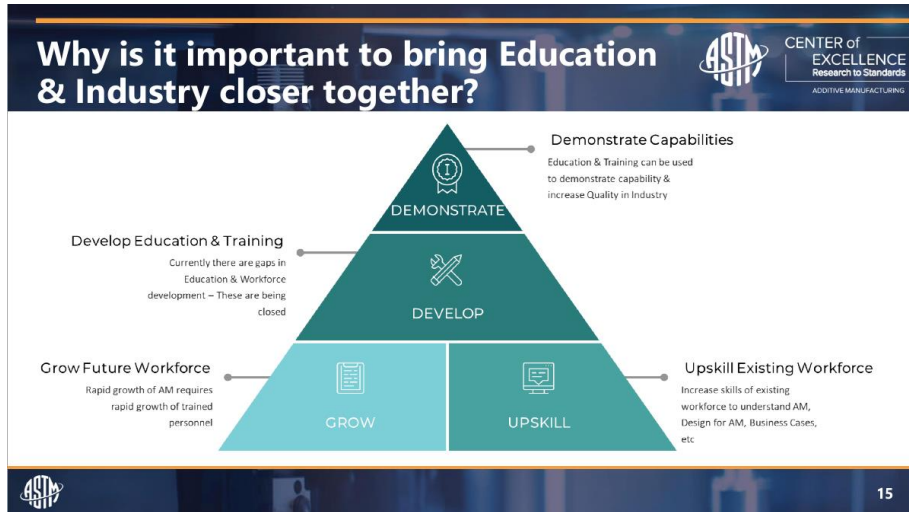 Why is it important to bring Education
& Industry closer together?
ASTM
CENTER of
EXCELLENCE
Research to Standards
ADDITIVE MANUFACTURING
Demonstrate Capabilities
Education & Training can be used
to demonstrate capability &
increase Quality in Industry
I
DEMONSTRATE
Develop Education & Training
Currently there are gaps in
Education & Workforce
development – These are being
closed
DEVELOP
Grow Future Workforce
Rapid growth of AM requires
rapid growth of trained
personnel
GROW
UPSKILL
Upskill Existing Workforce
Increase skills of existing
workforce to understand AM,
Design for AM, Business Cases,
etc
ASTM
15